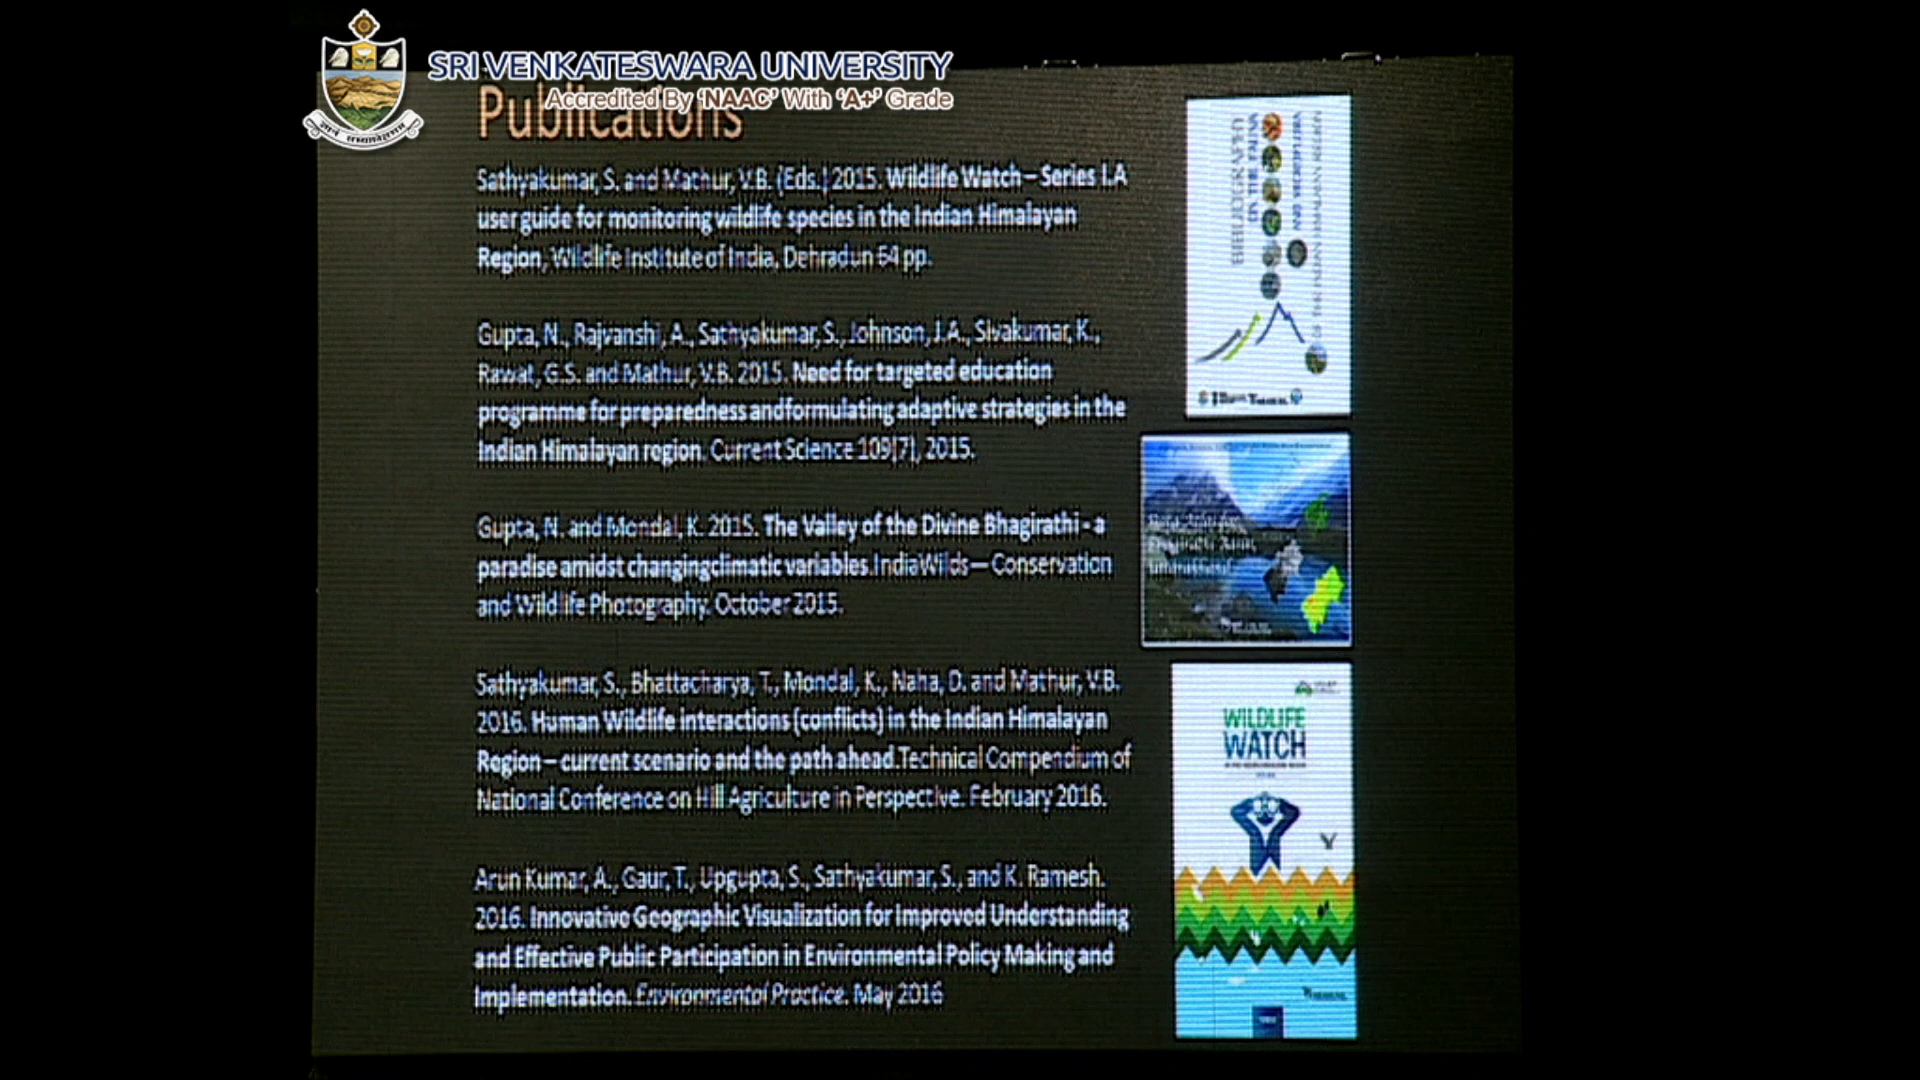 SRI VENKATESWARA UNIVERSITY
Accredited By 'NAAC' With 'A+' Grade
Publications
Sathyakumar, S. and Mathur, V.B. (Eds.) 2015. Wildlife Watch – Series I. A
user guide for monitoring wildlife species in the Indian Himalayan
Region, Wildlife Institute of India, Dehradun 64 pp.
Gupta, N., Rajvanshi, A., Sathyakumar, S., Johnson, J.A., Sivakumar, K.,
Rawat, G.S. and Mathur, V.B. 2015. Need for targeted education
programme for preparedness andformulating adaptive strategies in the
Indian Himalayan region. Current Science 109(7), 2015.
Gupta, N. and Mondal, K. 2015. The Valley of the Divine Bhagirathi - a
paradise amidst changingclimatic variables.IndiaWilds — Conservation
and Wildlife Photography. October 2015.
Sathyakumar, S., Bhattacharya, T., Mondal, K., Naha, D. and Mathur, V.B.
2016. Human Wildlife interactions (conflicts) in the Indian Himalayan
Region – current scenario and the path ahead.Technical Compendium of
National Conference on Hill Agriculture in Perspective. February 2016.
Arun Kumar, A., Gaur, T., Upgupta, S., Sathyakumar, S., and K. Ramesh.
2016. Innovative Geographic Visualization for Improved Understanding
and Effective Public Participation in Environmental Policy Making and
Implementation. Environmental Practice. May 2016
WILDLIFE
WATCH